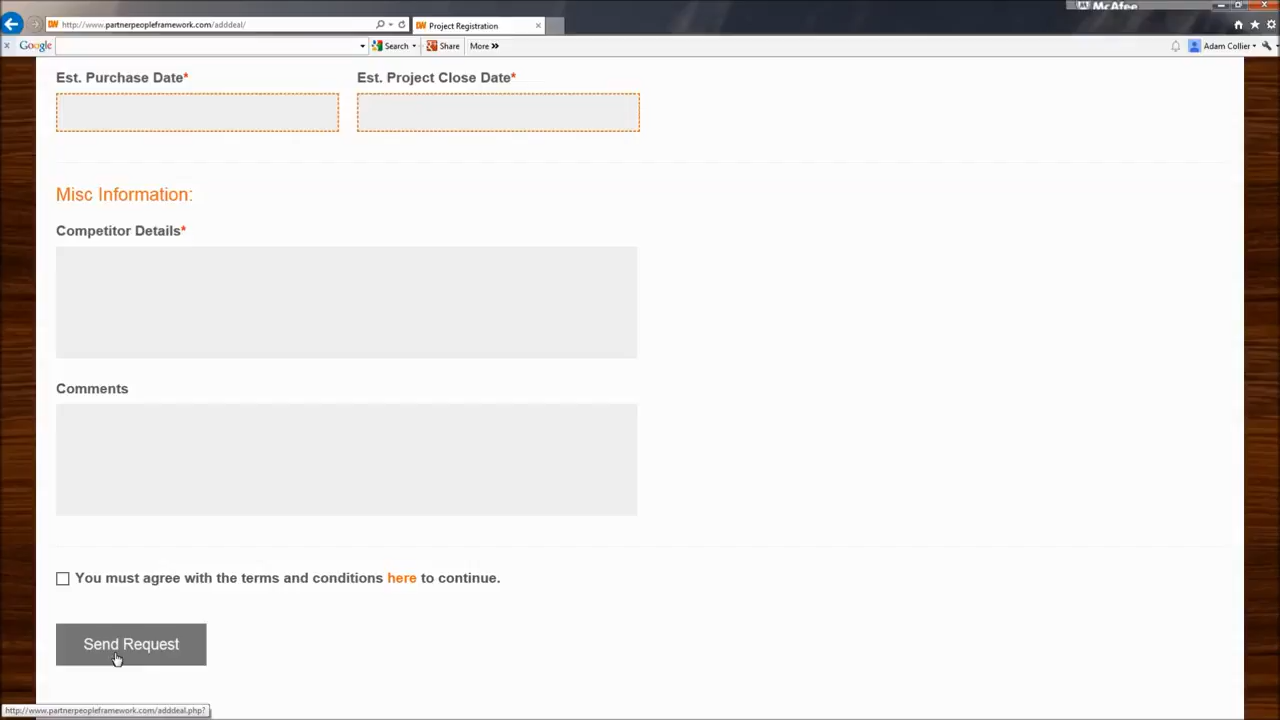 McAfee
http://www.partnerpeopleframework.com/adddeal/
Project Registration
Google
Search
Share
More »
Adam Collier
Est. Purchase Date*
Est. Project Close Date*
Misc Information:
Competitor Details*
Comments
You must agree with the terms and conditions here to continue.
Send Request
http://www.partnerpeopleframework.com/adddeal.php?